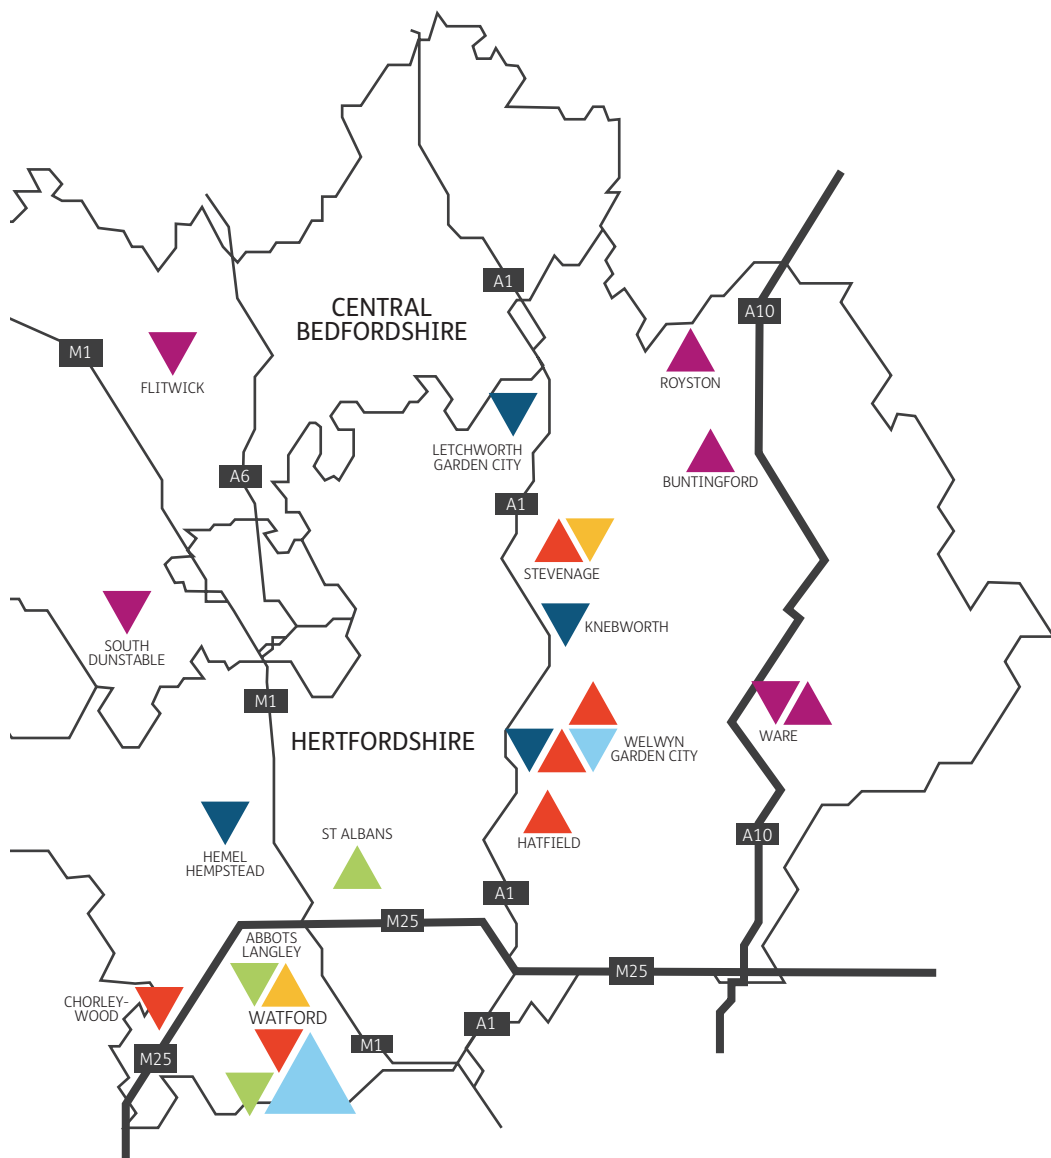 A1
CENTRAL
BEDFORDSHIRE
A10
M1
FLITWICK
ROYSTON
LETCHWORTH
GARDEN CITY
A6
BUNTINGFORD
A1
STEVENAGE
KNEBWORTH
SOUTH
DUNSTABLE
M1
HERTFORDSHIRE
WELWYN
GARDEN CITY
WARE
ST ALBANS
HATFIELD
A10
HEMEL
HEMPSTEAD
A1
M25
ABBOTS
LANGLEY
M25
CHORLEY-
WOOD
WATFORD
A1
M1
M25